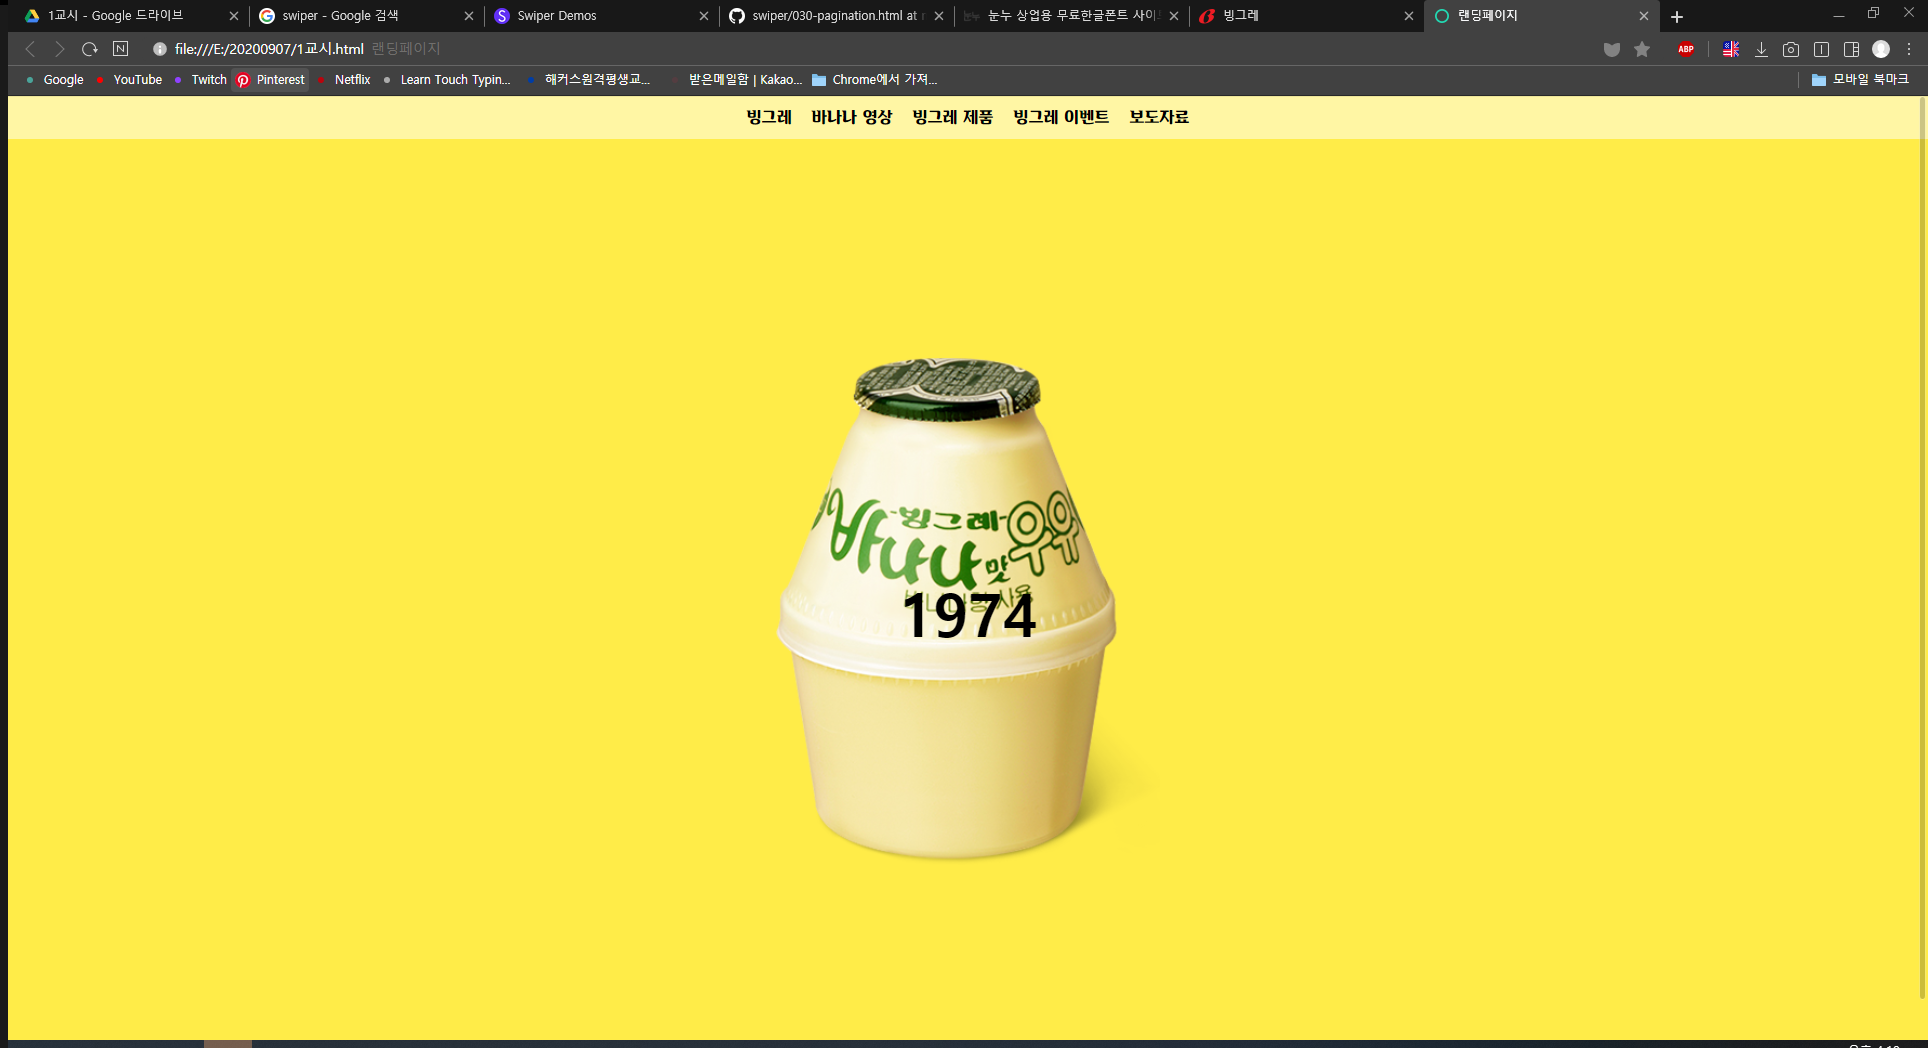 1교시 - Google 드라이브
swiper - Google 검색
Swiper Demos
swiper/030-pagination.html at
눈누 상업용 무료한글폰트 사이
빙그레
랜딩페이지
file:///E:/20200907/1교시.html 랜딩페이지
ABP
Google
YouTube
Twitch
Pinterest
Netflix
Learn Touch Typin...
해커스원격평생교...
받은메일함 | Kakao...
Chrome에서 가져...
모바일 북마크
빙그레 바나나 영상 빙그레 제품 빙그레 이벤트 보도자료
-빙그레-
바나나맛우유
1974